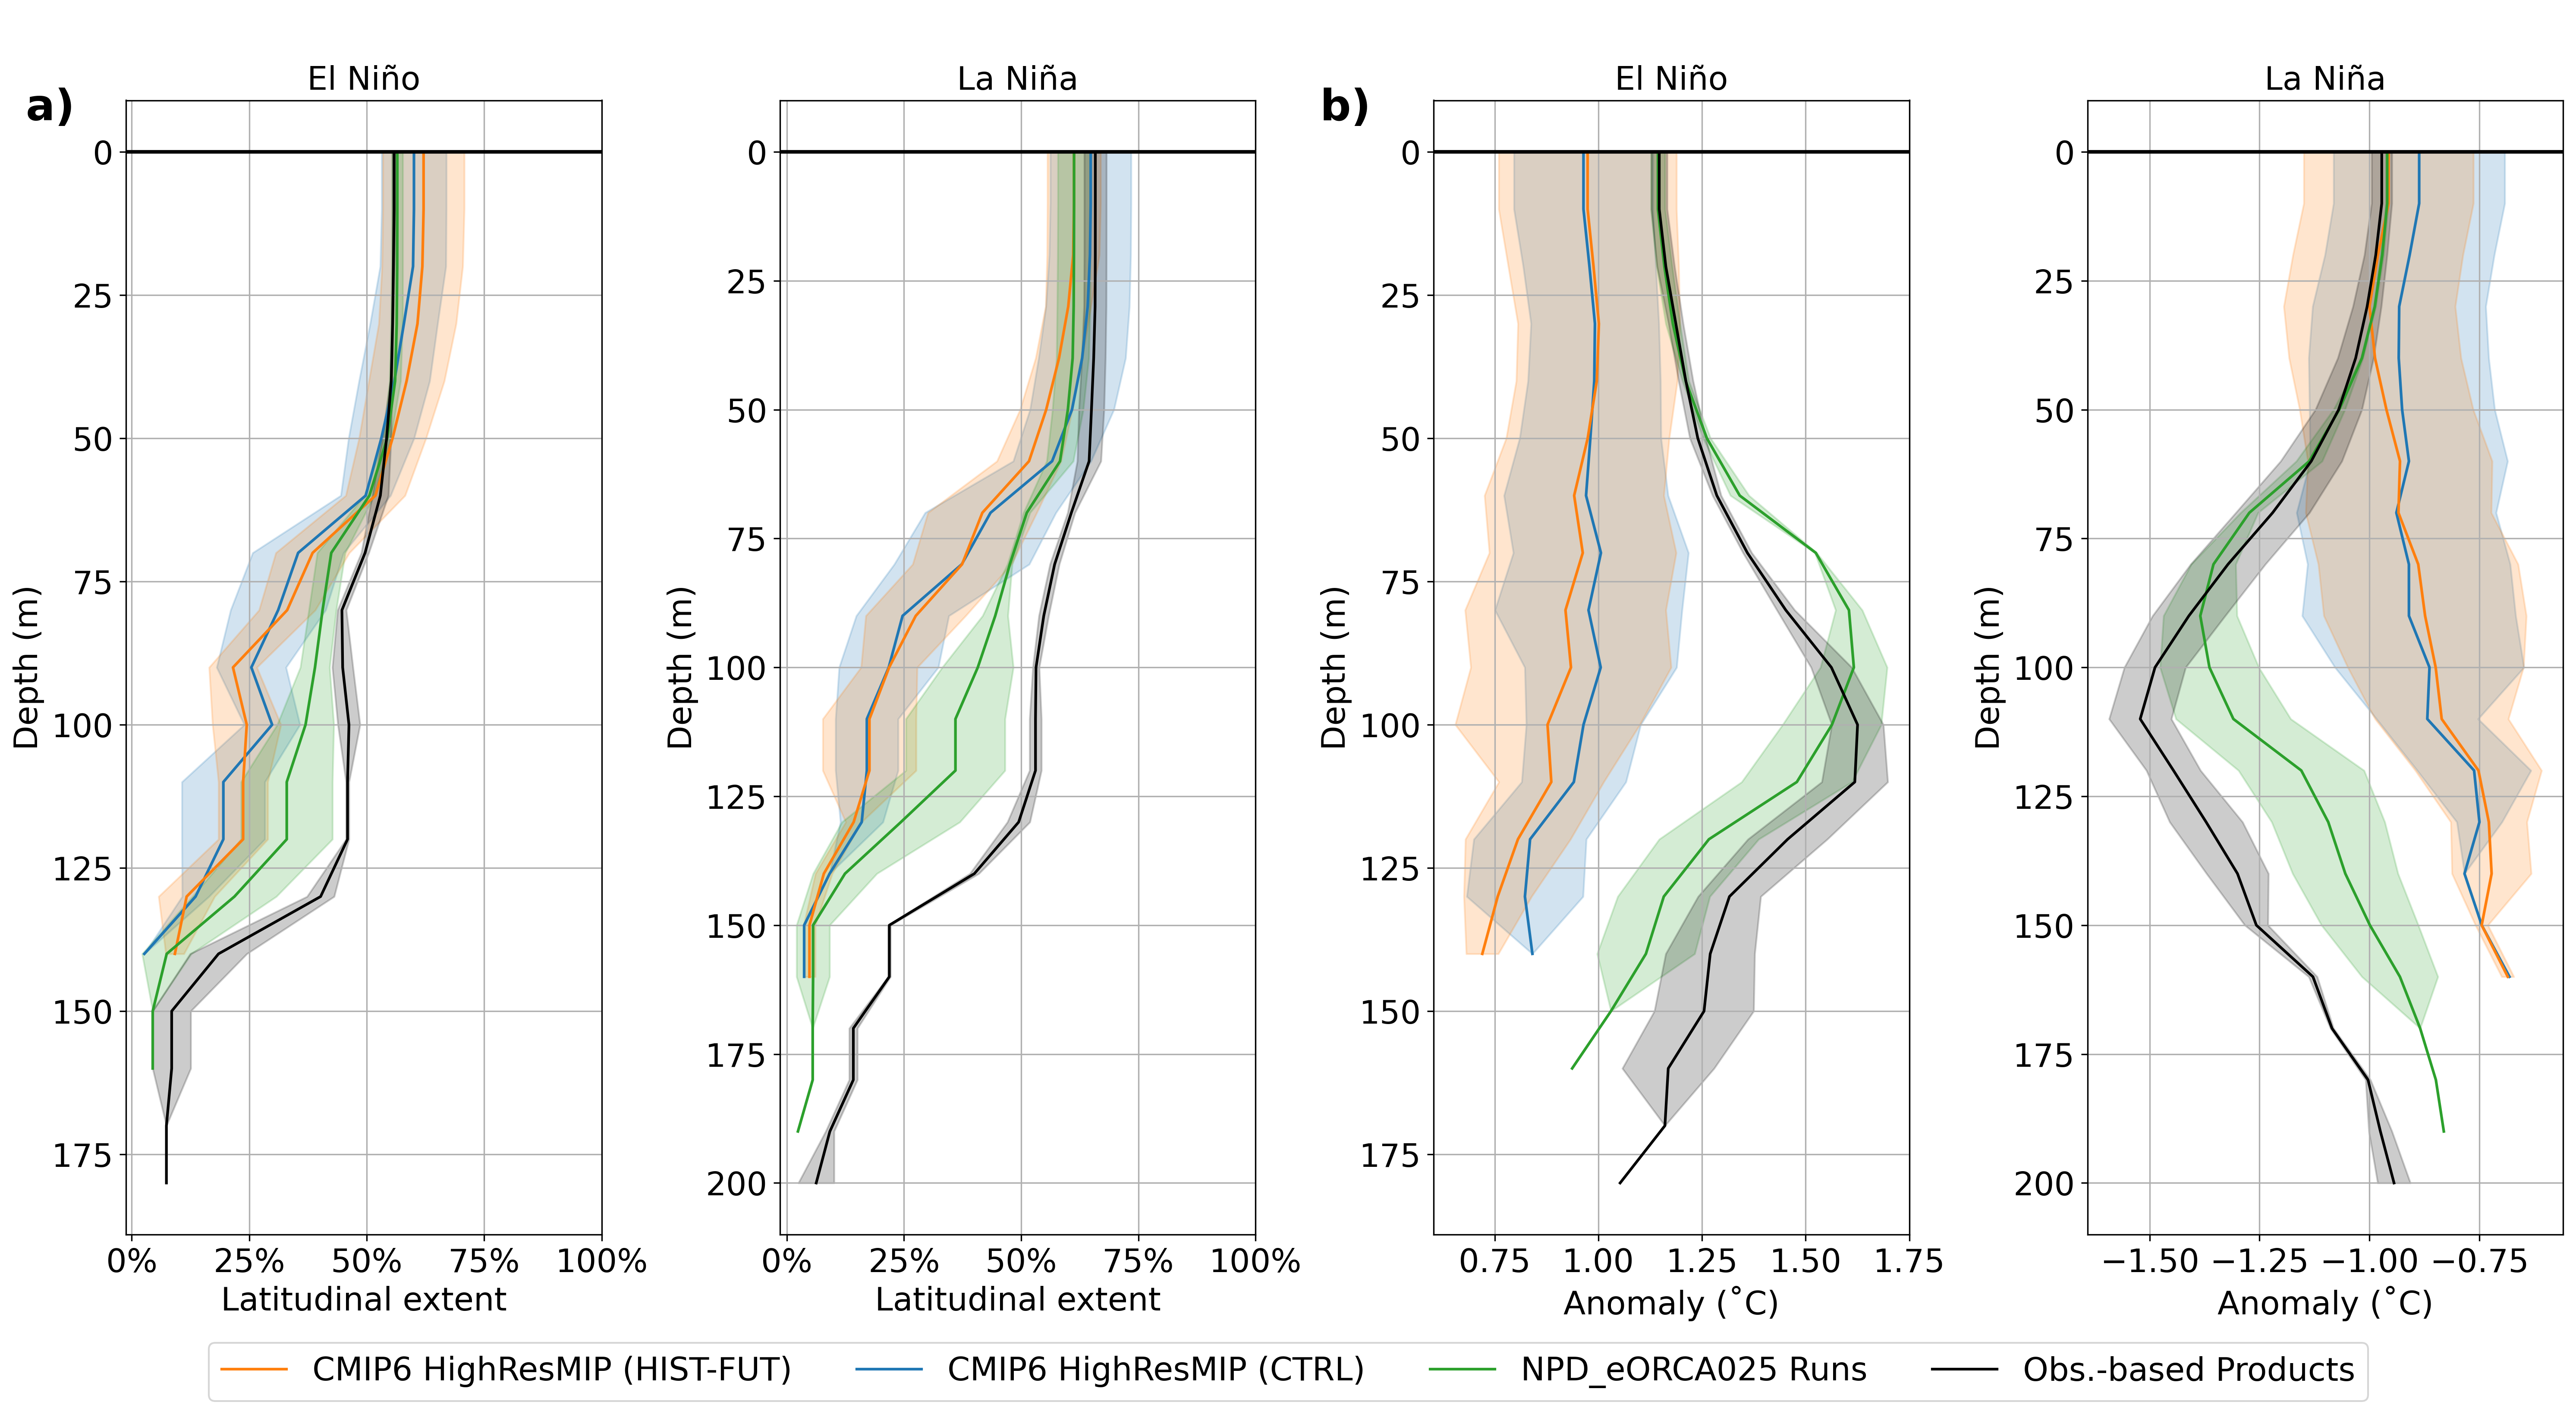 a)
El Niño
0
25
50
75
100
125
150
175
Depth (m)
0% 25% 50% 75% 100%
Latitudinal extent
La Niña
0
25
50
75
100
125
150
175
200
Depth (m)
0% 25% 50% 75% 100%
Latitudinal extent
b)
El Niño
0
25
50
75
100
125
150
175
Depth (m)
0.75 1.00 1.25 1.50 1.75
Anomaly (˚C)
La Niña
0
25
50
75
100
125
150
175
200
Depth (m)
−1.50 −1.25 −1.00 −0.75
Anomaly (˚C)
CMIP6 HighResMIP (HIST-FUT) CMIP6 HighResMIP (CTRL) NPD_eORCA025 Runs Obs.-based Products